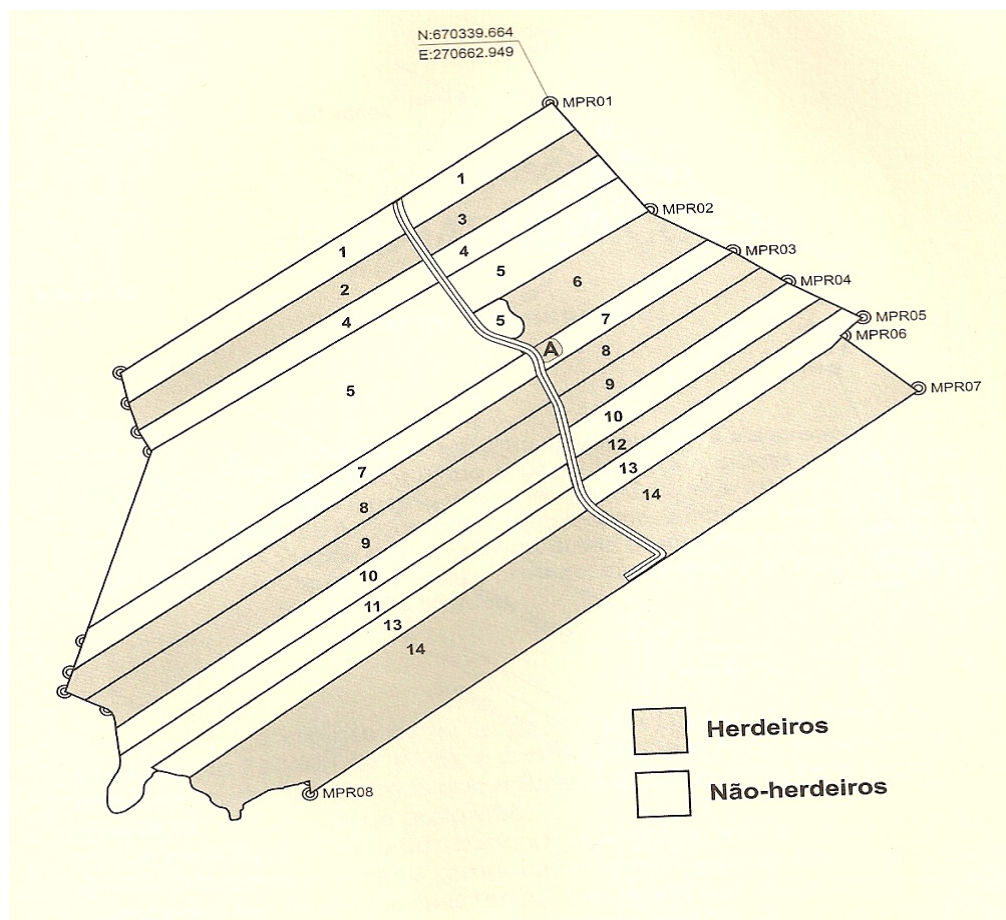 N:670339.664
E:270662.949
MPR01
1
MPR02
3
MPR03
1
4
5
MPR04
6
2
MPR05
7
5
4
MPR06
A
8
9
MPR07
5
10
12
13
7
14
8
9
10
11
13
14
Herdeiros
Não-herdeiros
MPR08